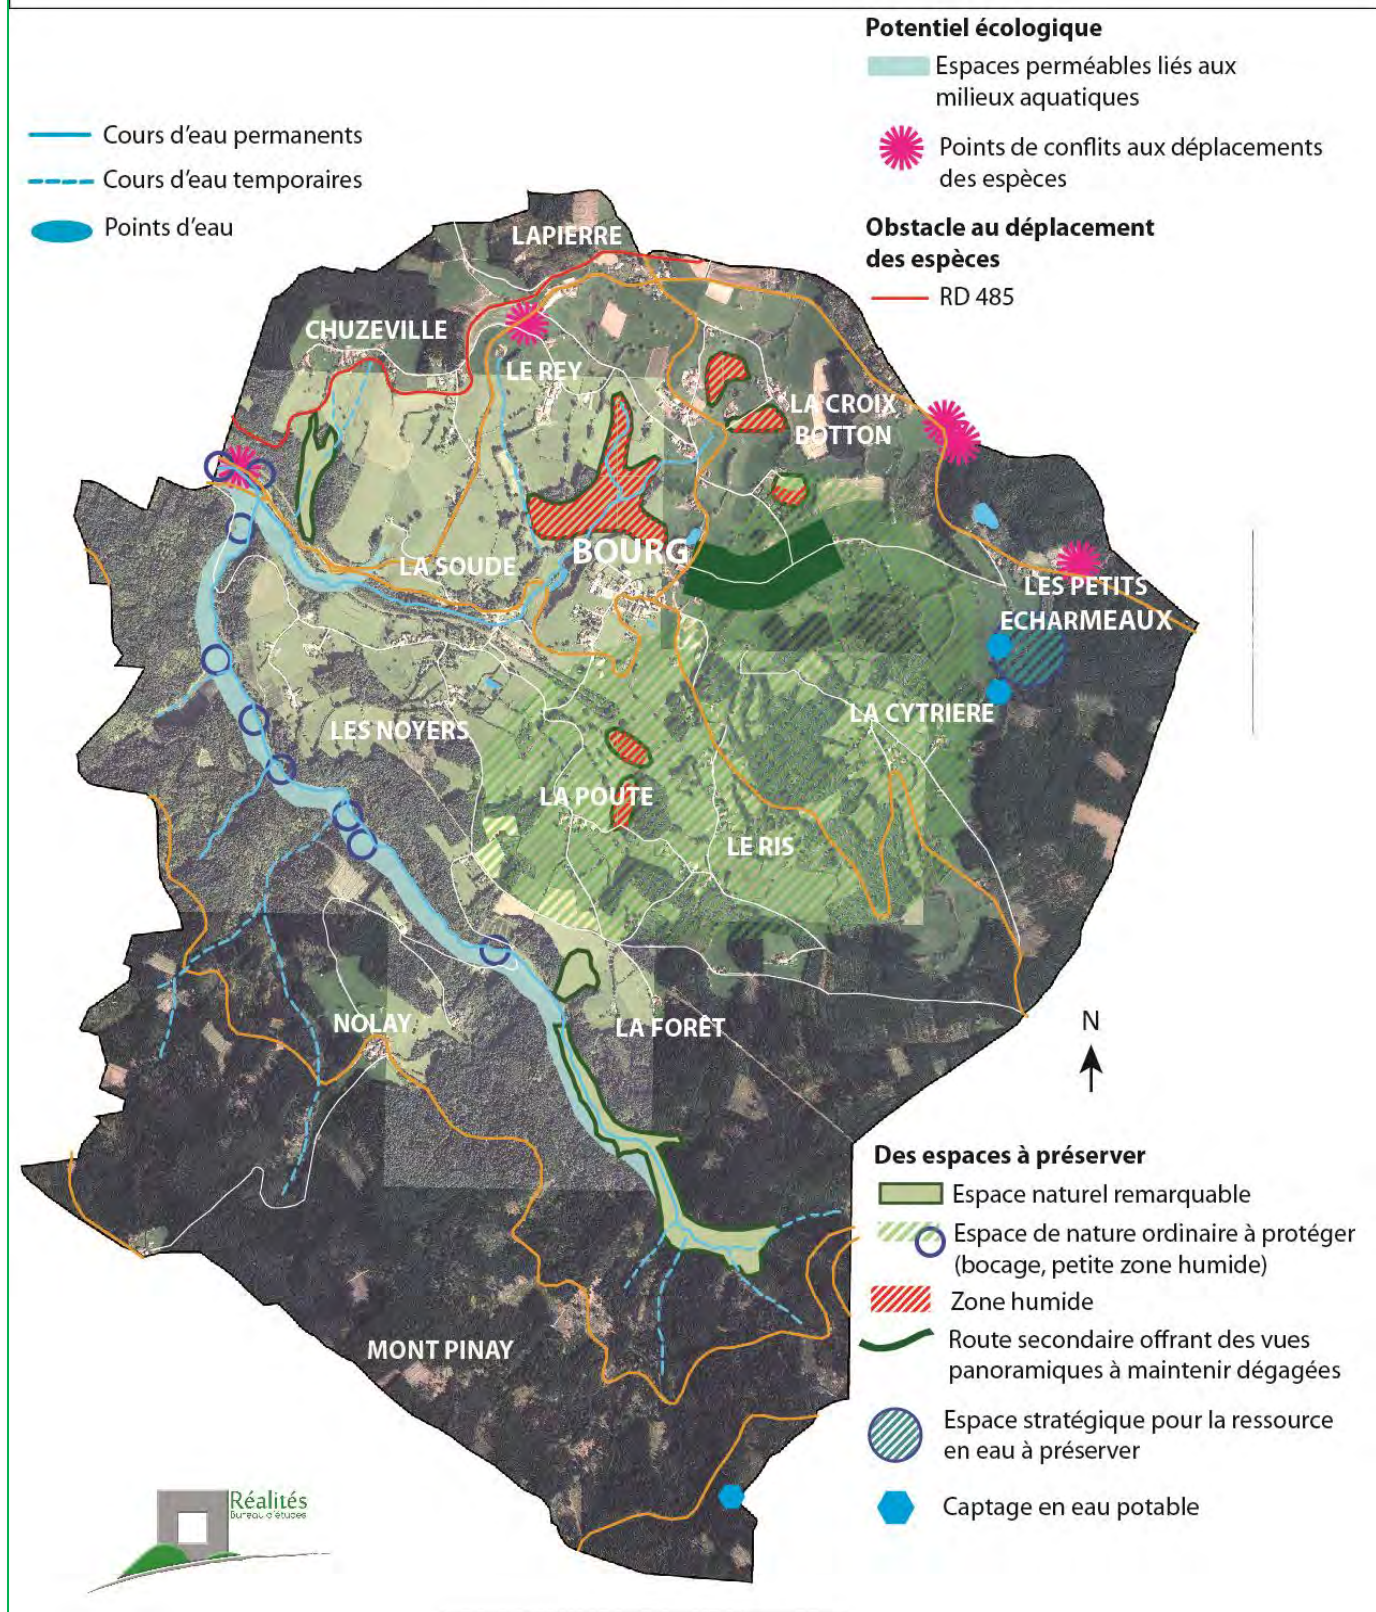 Potentiel écologique
Espaces perméables liés aux
milieux aquatiques
Points de conflits aux déplacements
des espèces
Obstacle au déplacement
des espèces
RD 485
Cours d'eau permanents
Cours d'eau temporaires
Points d'eau
LAPIERRE
CHUZEVILLE
LE REY
LA CROIX
BOTTON
BOURG
LA SOUDE
LES PETITS
ECHARMEAUX
LES NOYERS
LA CYTRIERE
LA POUTE
LE RIS
NOLAY
LA FORÊT
N
MONT PINAY
Des espaces à préserver
Espace naturel remarquable
Espace de nature ordinaire à protéger
(bocage, petite zone humide)
Zone humide
Route secondaire offrant des vues
panoramiques à maintenir dégagées
Espace stratégique pour la ressource
en eau à préserver
Captage en eau potable
Réalités
Bureau d'études